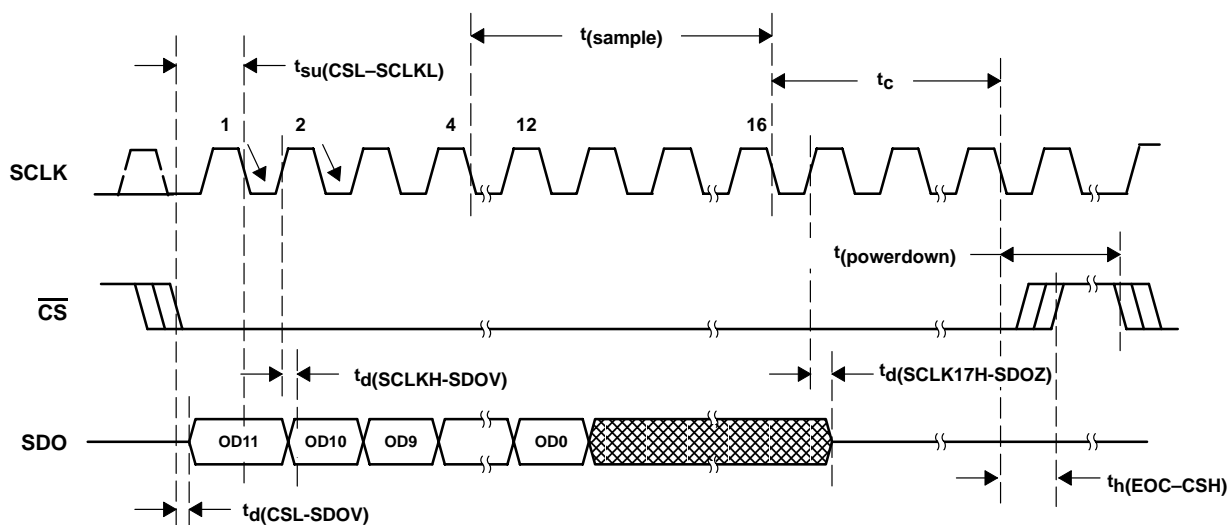 t(sample)
tsu(CSL–SCLKL)
tc
1 2 4 12 16
SCLK
t(powerdown)
CS
td(SCLKH-SDOV)
td(SCLK17H-SDOZ)
SDO
OD11 OD10 OD9 OD0
th(EOC–CSH)
td(CSL-SDOV)